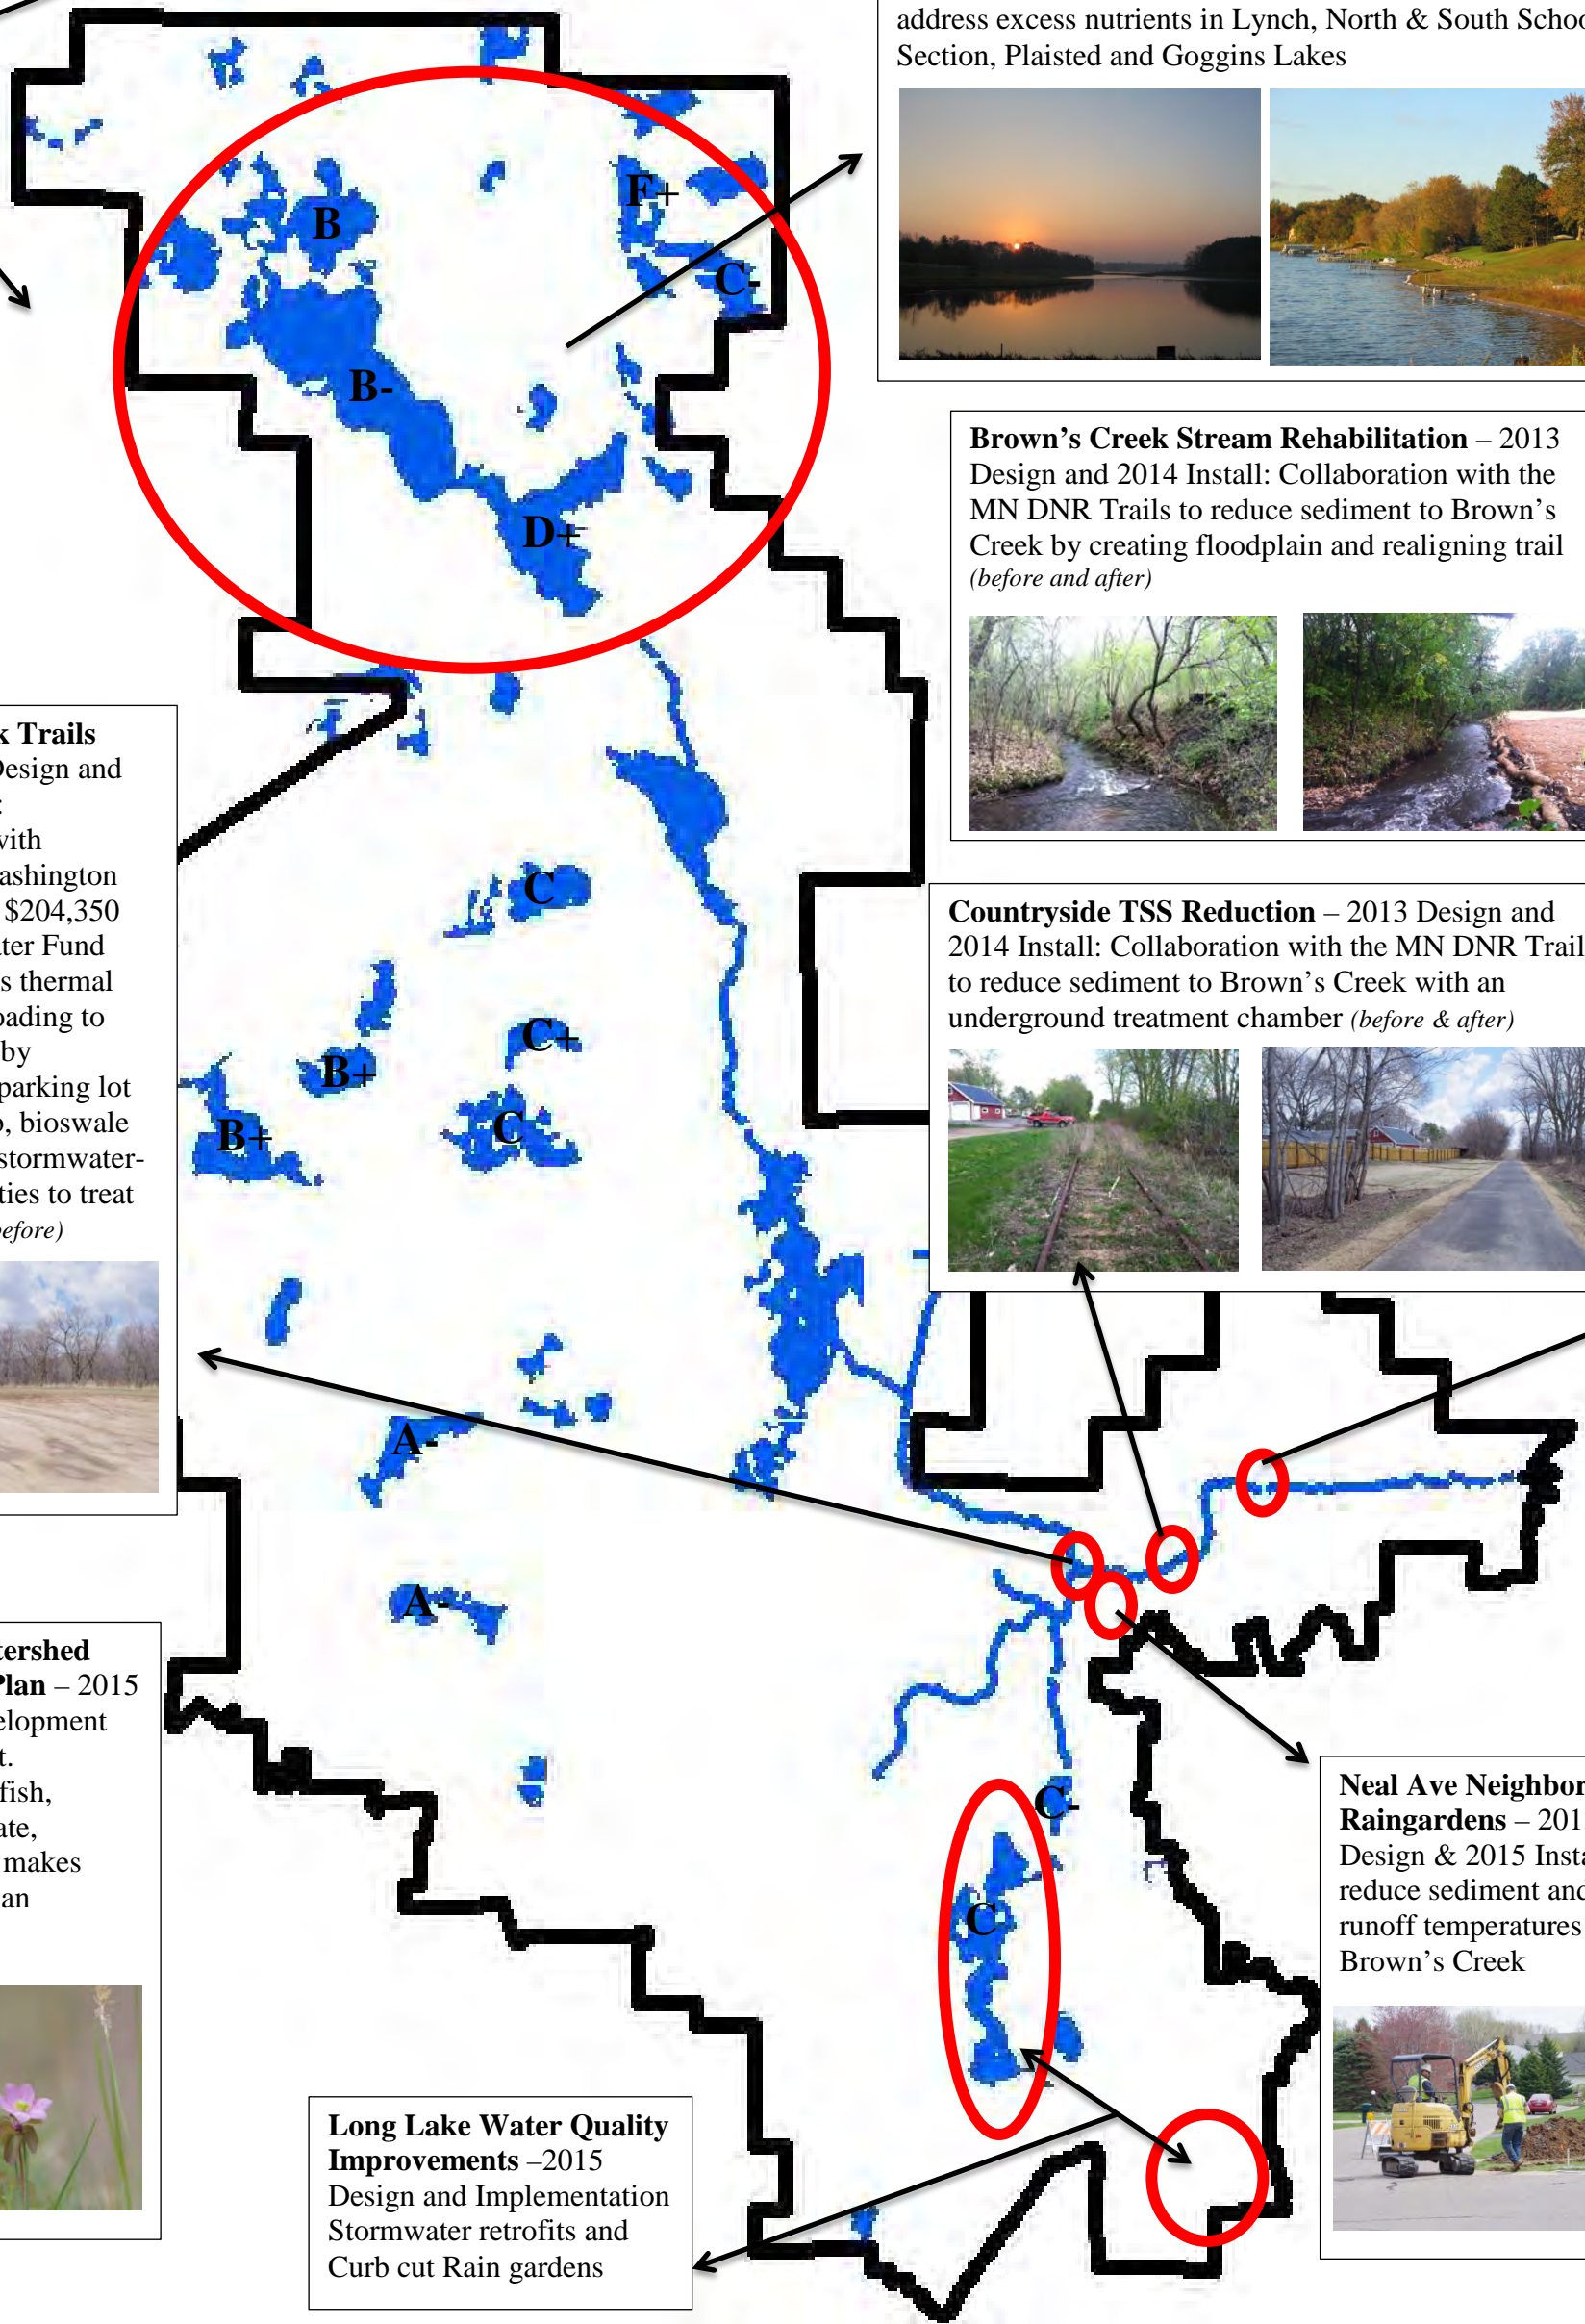 address excess nutrients in Lynch, North & South Schoo
Section, Plaisted and Goggins Lakes
B
F+
C-
B-
D+
Brown’s Creek Stream Rehabilitation – 2013
Design and 2014 Install: Collaboration with the
MN DNR Trails to reduce sediment to Brown’s
Creek by creating floodplain and realigning trail
(before and after)
k Trails
Design and
:
with
ashington
$204,350
ater Fund
s thermal
oading to
by
parking lot
o, bioswale
stormwater-
ties to treat
before)
C
C+
B+
C
B+
Countryside TSS Reduction – 2013 Design and
2014 Install: Collaboration with the MN DNR Trail
to reduce sediment to Brown’s Creek with an
underground treatment chamber (before & after)
A-
A-
tershed
Plan – 2015
elopment
t.
fish,
ate,
makes
an
C-
C
Neal Ave Neighbor
Raingardens – 201
Design & 2015 Insta
reduce sediment and
runoff temperatures
Brown’s Creek
Long Lake Water Quality
Improvements –2015
Design and Implementation
Stormwater retrofits and
Curb cut Rain gardens